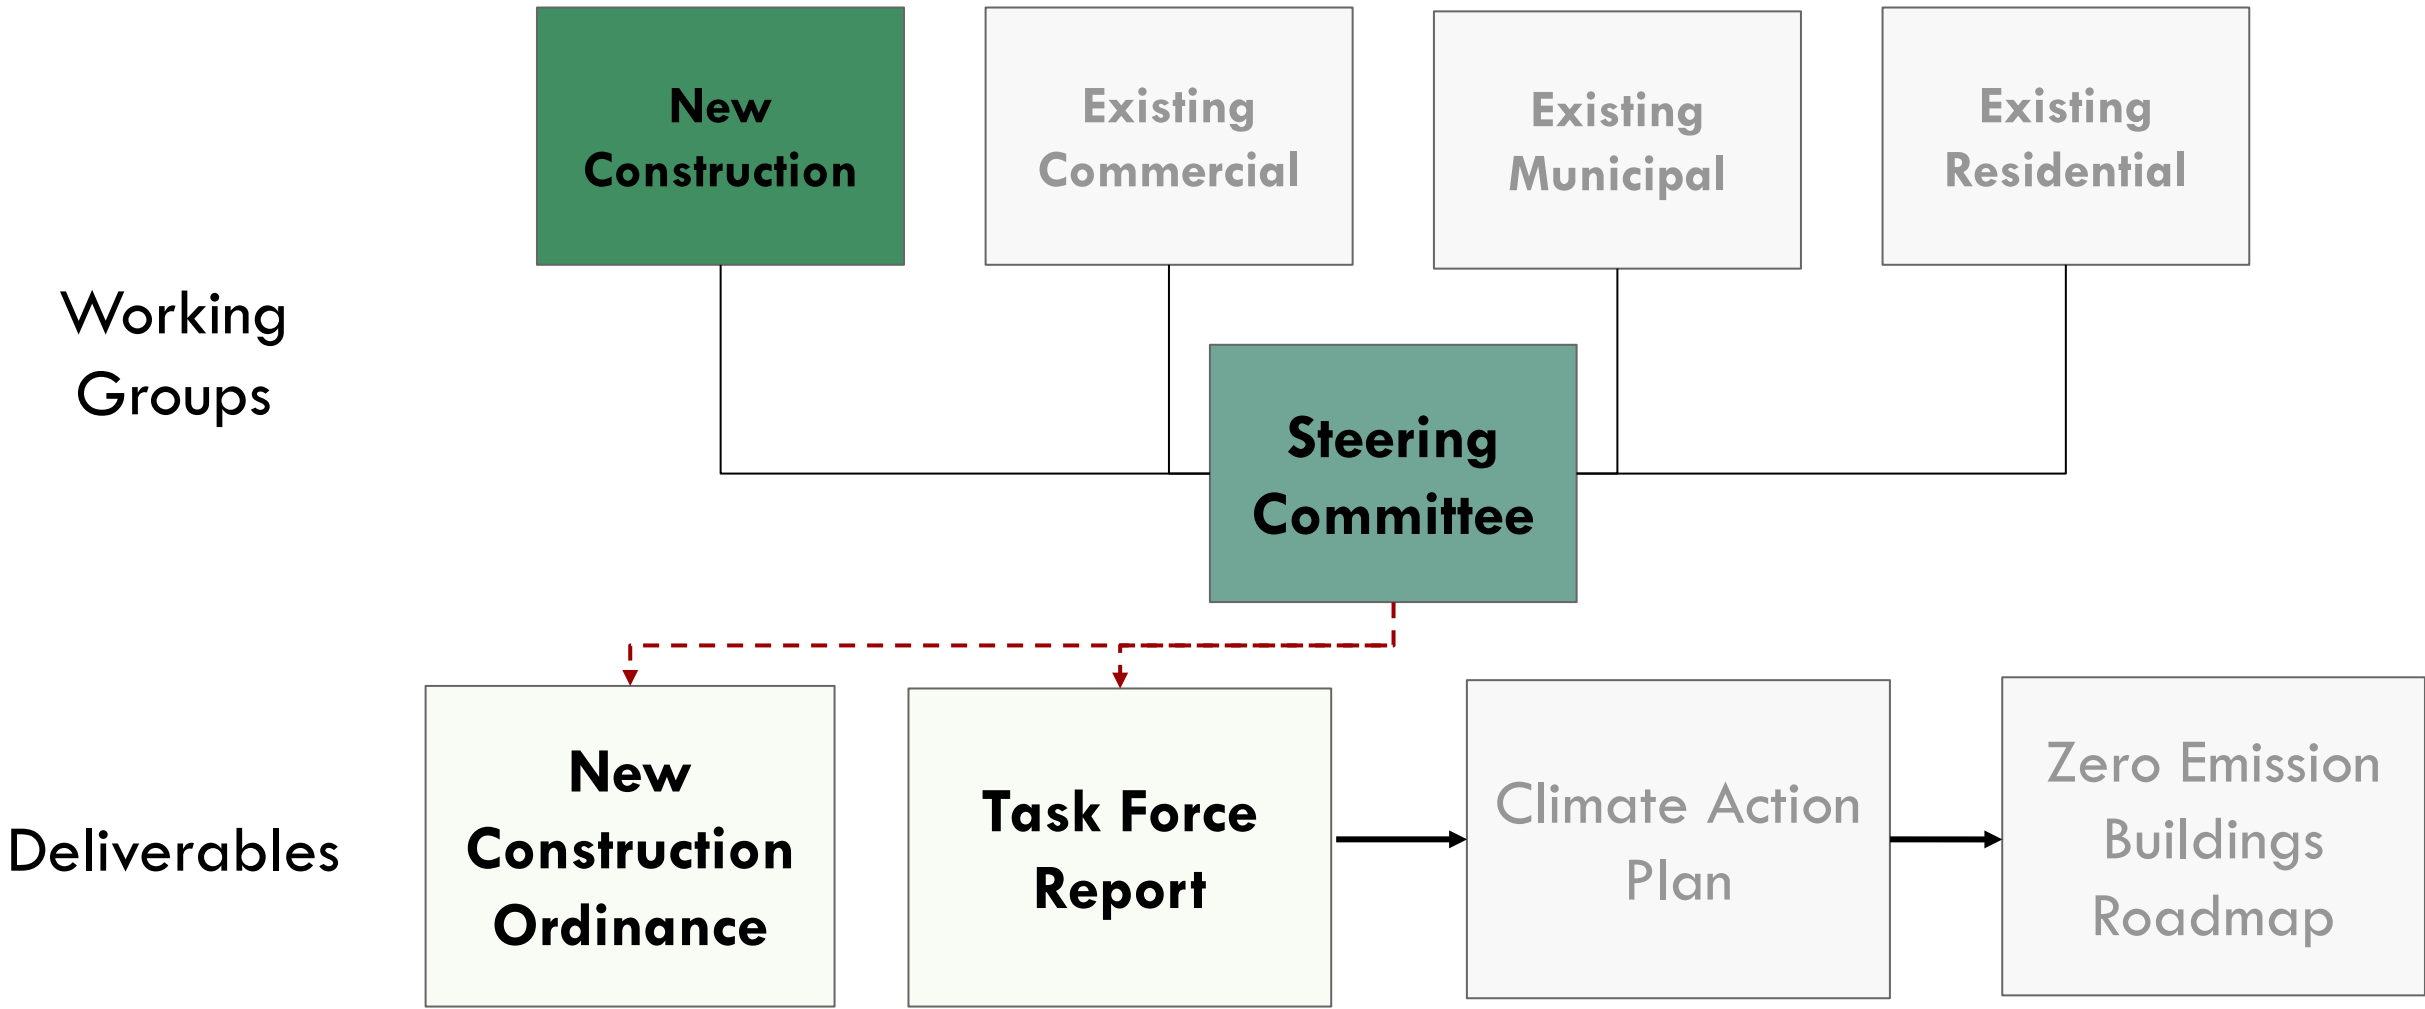 New
Construction
Existing
Commercial
Existing
Municipal
Existing
Residential
Working
Groups
Steering
Committee
Deliverables
New
Construction
Ordinance
Task Force
Report
Climate Action
Plan
Zero Emission
Buildings
Roadmap